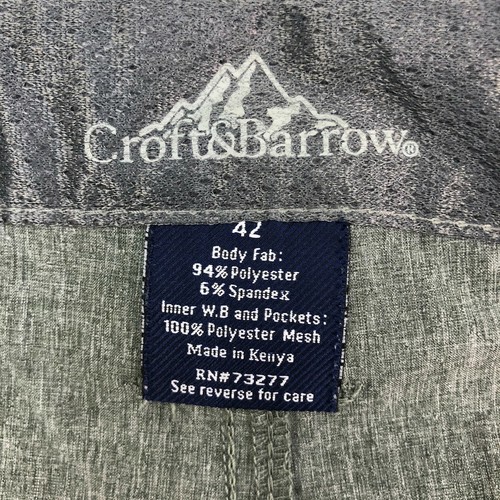 Croft&Barrow®
42
Body Fab:
94% Polyester
6% Spandex
Inner W.B and Pockets:
100% Polyester Mesh
Made in Kenya
RN#73277
See reverse for care